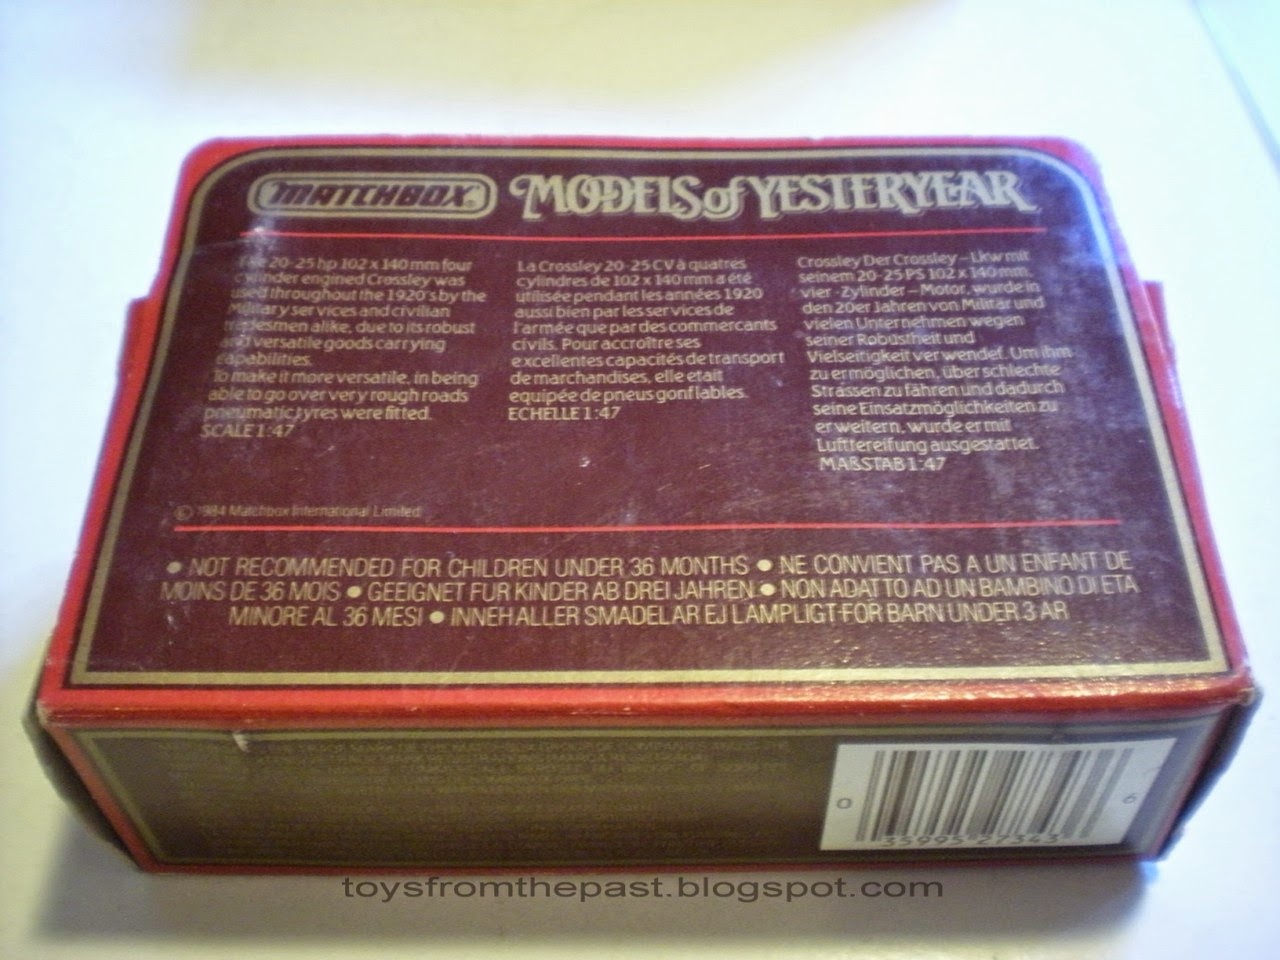 MATCHBOX MODELS of YESTERYEAR
The 20-25 hp 102 x 140 mm four
cylinder engined Crossley was
used throughout the 1920's by the
Military services and civilian
tradesmen alike, due to its robust
and versatile goods carrying
capabilities.
To make it more versatile, in being
able to go over very rough roads
pneumatic tyres were fitted.
SCALE 1:47
La Crossley 20-25 CV à quatres
cylindres de 102 x 140 mm a été
utilisée pendant les années 1920
aussi bien par les services de
l'armée que par des commercants
civils. Pour accroître ses
excellentes capacités de transport
de marchandises, elle etait
equipée de pneus gonflables.
ECHELLE 1:47
Crossley Der Crossley – Lkw mit
seinem 20-25 PS 102 x 140 mm,
vier - Zylinder – Motor, wurde in
den 20er Jahren von Militär und
vielen Unternehmen wegen
seiner Robustheit und
Vielseitigkeit verwendet. Um ihm
zu ermöglichen, über schlechte
Strassen zu fahren und dadurch
seine Einsatzmöglichkeiten zu
erweitern, wurde er mit
Luftbereifung ausgestattet.
MAßSTAB 1:47
© 1984 Matchbox International Limited
• NOT RECOMMENDED FOR CHILDREN UNDER 36 MONTHS • NE CONVIENT PAS A UN ENFANT DE
MOINS DE 36 MOIS • GEEIGNET FUR KINDER AB DREI JAHREN • NON ADATTO AD UN BAMBINO DI ETA
MINORE AL 36 MESI • INNEHALLER SMADELAR EJ LAMPLIGT FOR BARN UNDER 3 AR
0 35995 27343 6
toysfromthepast.blogspot.com